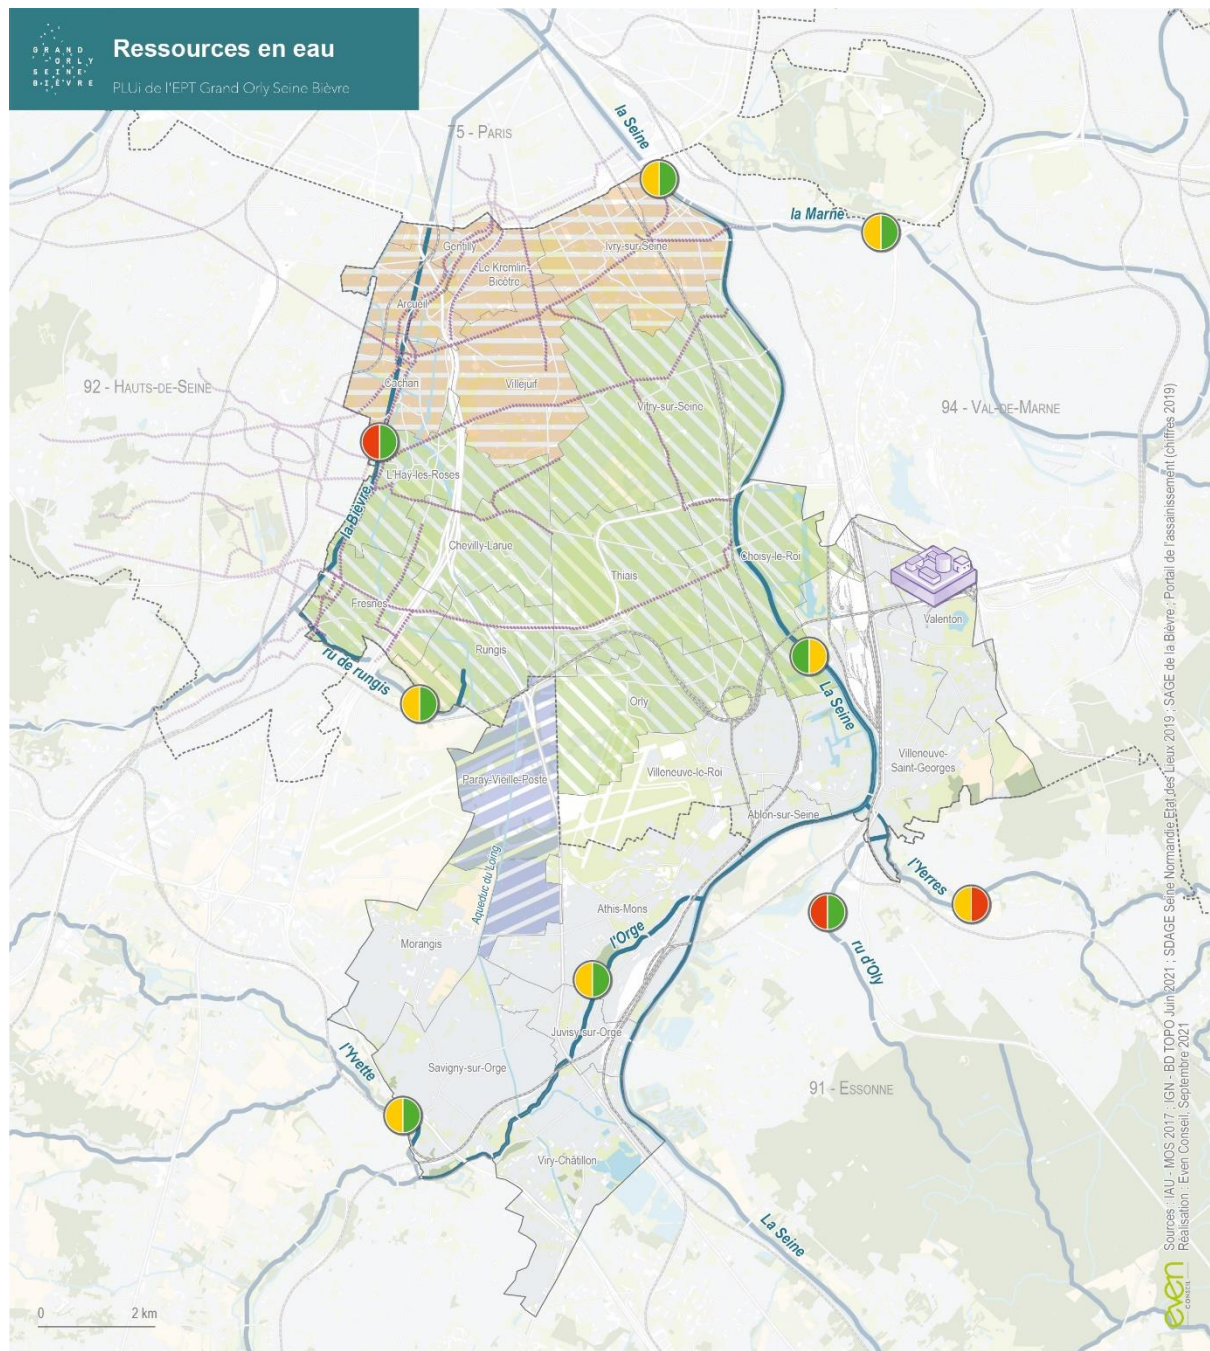 GRAND
ORLY
SEINE
BIÈVRE
Ressources en eau
PLUi de l'EPT Grand Orly Seine Bièvre
75 - PARIS
la Seine
la Marne
Gentilly
Ivry-sur-Seine
Le Kremlin-
Bicêtre
Arcueil
92 - HAUTS-DE-SEINE
Cachan
Villejuif
Vitry-sur-Seine
94 - VAL-DE-MARNE
L'Haÿ-les-Roses
la Bièvre
Chevilly-Larue
Thiais
Choisy-le-Roi
Fresnes
Valenton
ru de rungis
Rungis
Orly
La Seine
Villeneuve-
Saint-Georges
Paray-Vieille-Poste
Villeneuve-le-Roi
Ablon-sur-Seine
Aqueduc du Loing
l'Yerres
Athis-Mons
Morangis
l'Orge
ru d'Oly
Juvisy-sur-Orge
l'Yvette
Savigny-sur-Orge
91 - ESSONNE
Viry-Châtillon
La Seine
0 2 km
Sources : IAU - MOS 2017 ; IGN - BD TOPO Juin 2021 ; SDAGE Seine Normandie Etat des Lieux 2019 ; SAGE de la Bièvre ; Portail de l'assainissement (chiffres 2019)
Réalisation : Even Conseil, Septembre 2021
even
CONSEIL